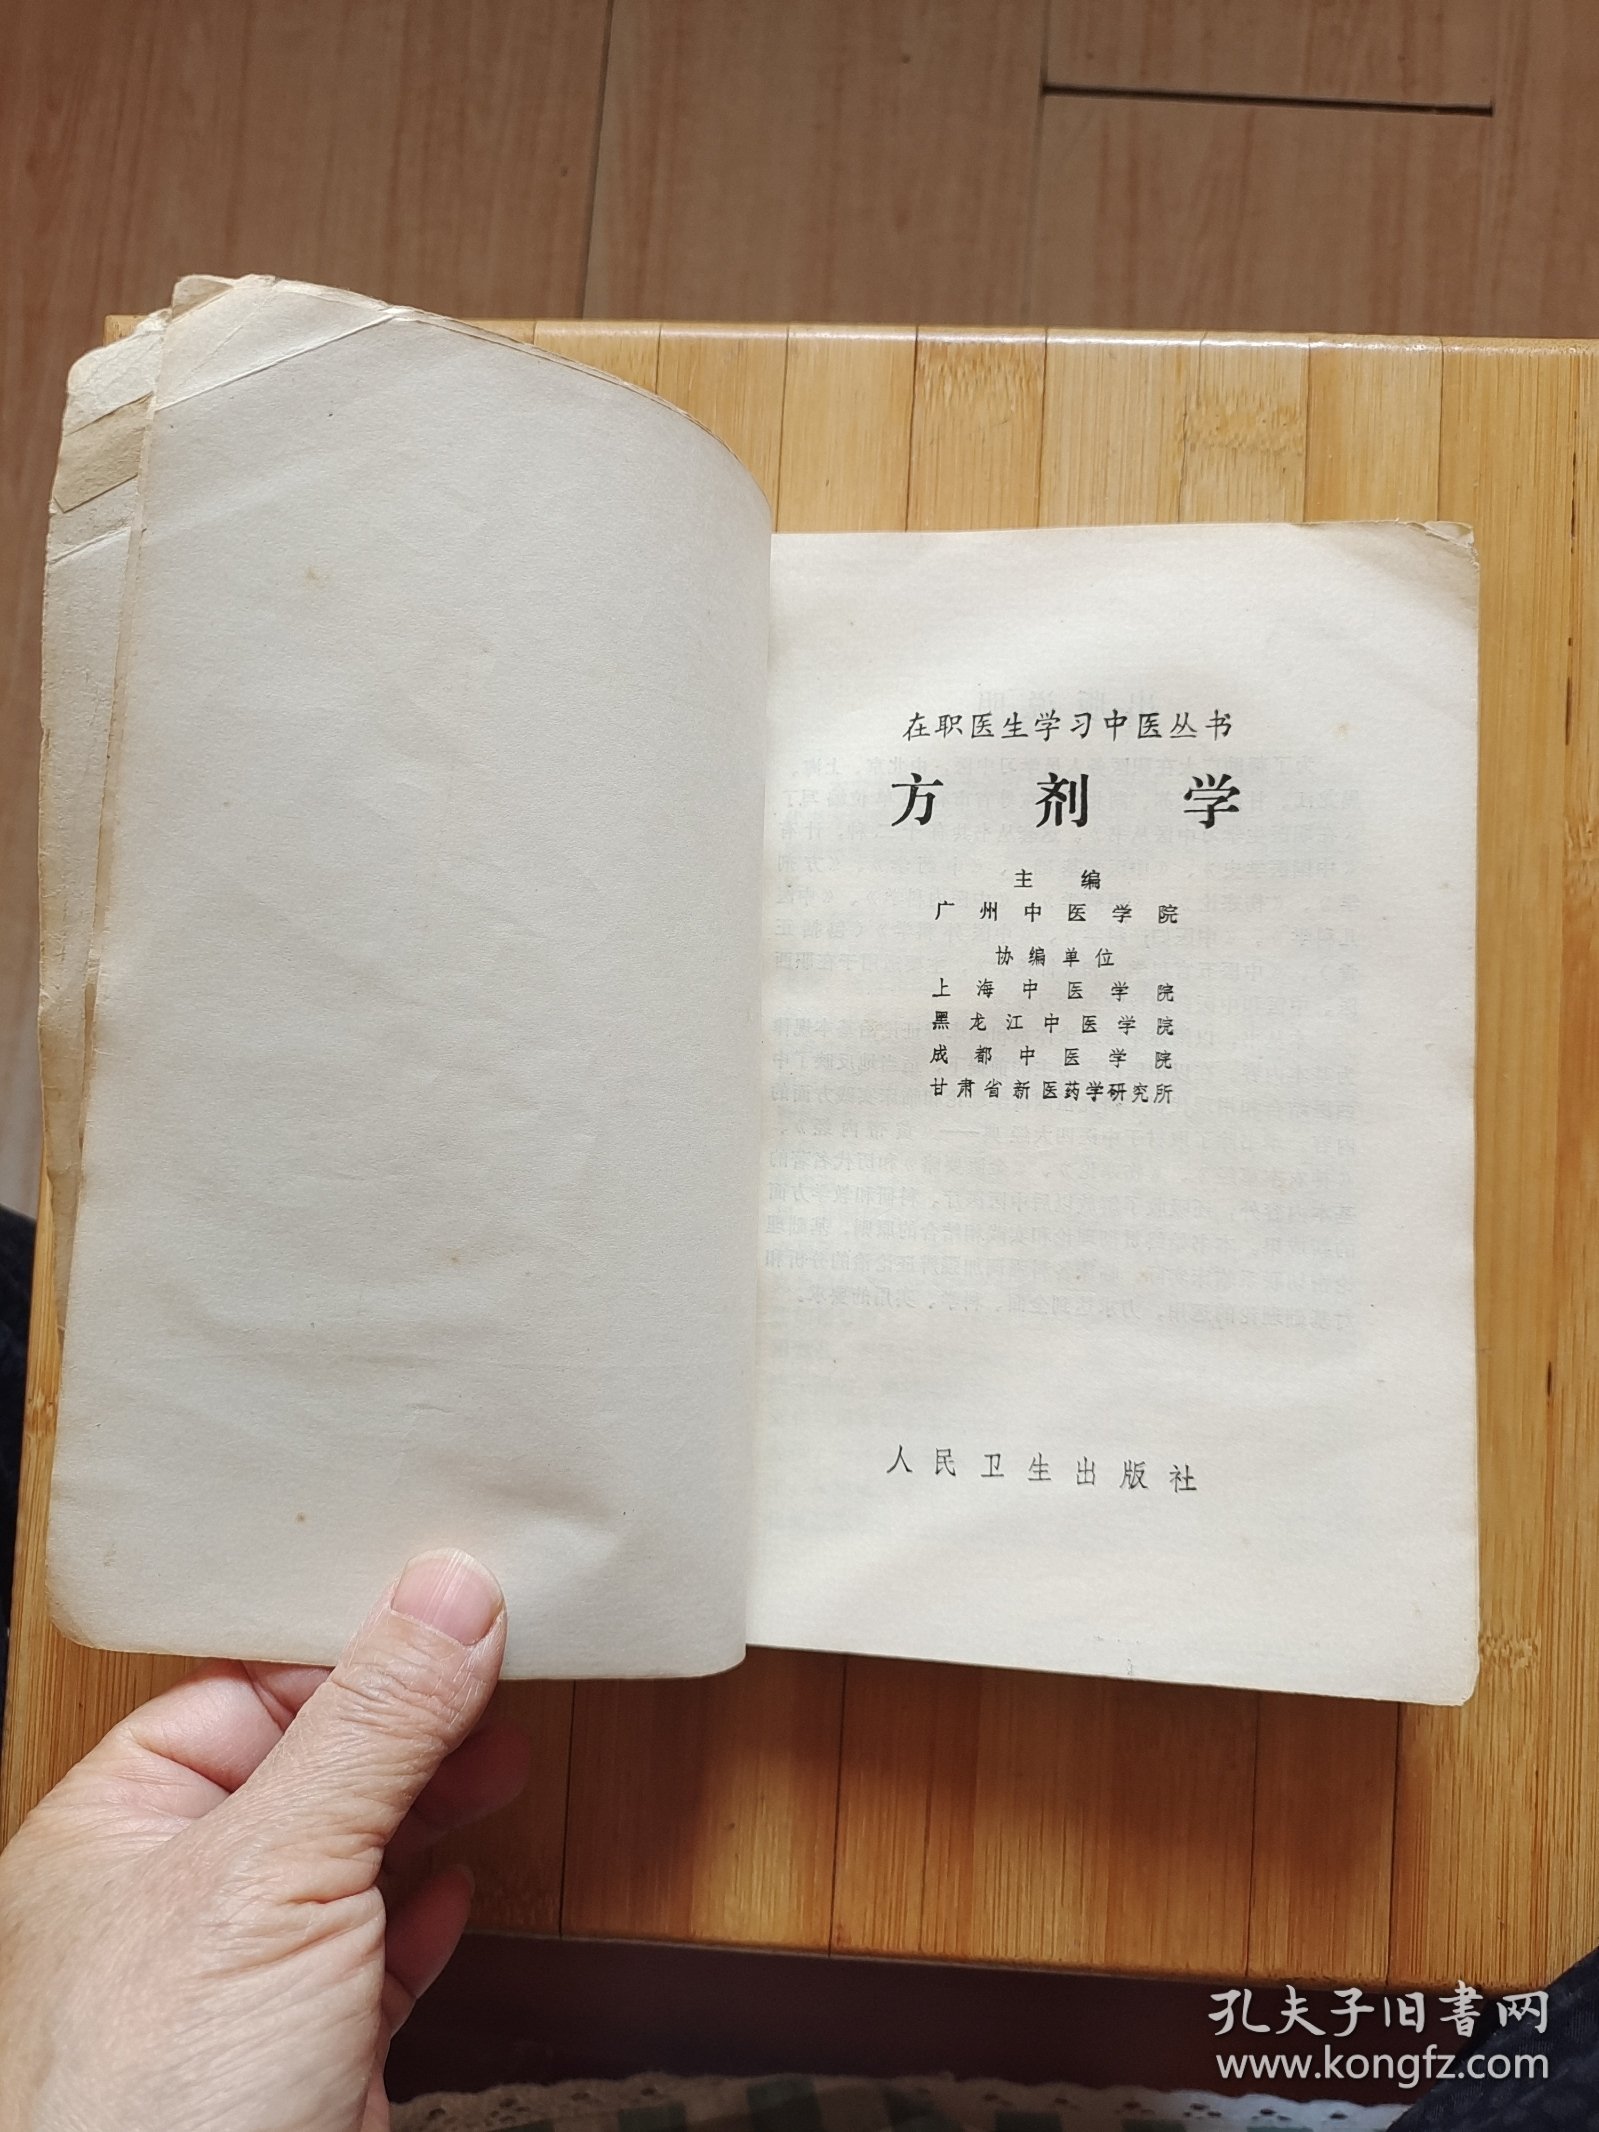 在职医生学习中医丛书
方剂学
主编
广州中医学院
协编单位
上海中医学院
黑龙江中医学院
成都中医学院
甘肃省新医药学研究所
人民卫生出版社
孔夫子旧书网
www.kongfz.com